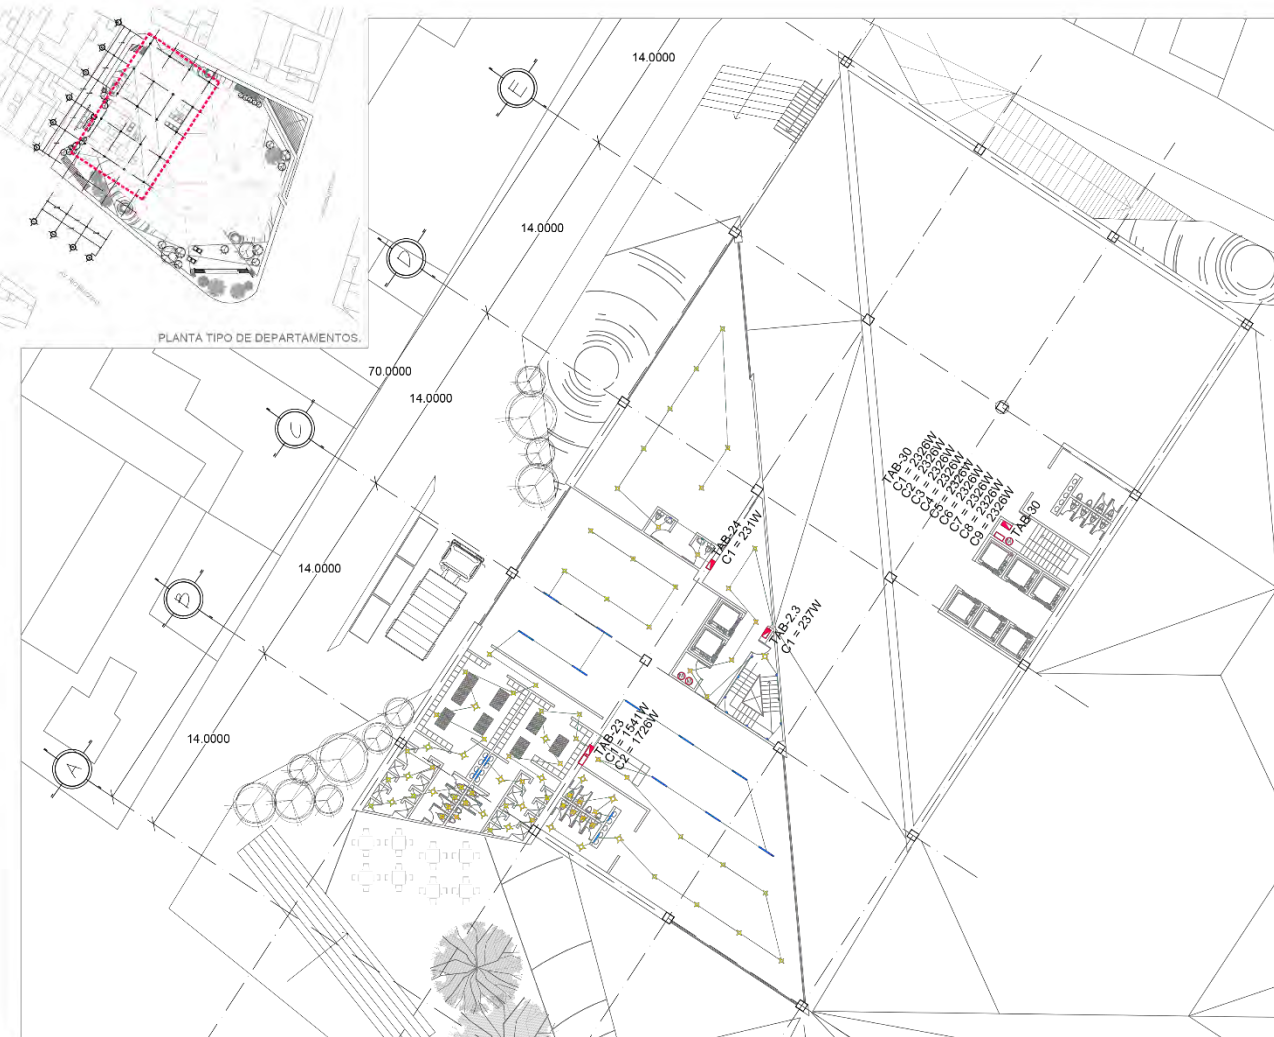 PLANTA TIPO DE DEPARTAMENTOS.
14.0000
E
14.0000
D
70.0000
14.0000
C
14.0000
B
14.0000
A
TAB-30
C1 = 2326W
C2 = 2326W
C3 = 2326W
C4 = 2326W
C5 = 2326W
C6 = 2326W
C7 = 2326W
C8 = 2326W
C9 = 2326W
TAB-30
TAB-24
C1 = 231W
TAB-2.3
C1 = 237W
TAB-23
C1 = 1541W
C2 = 1726W